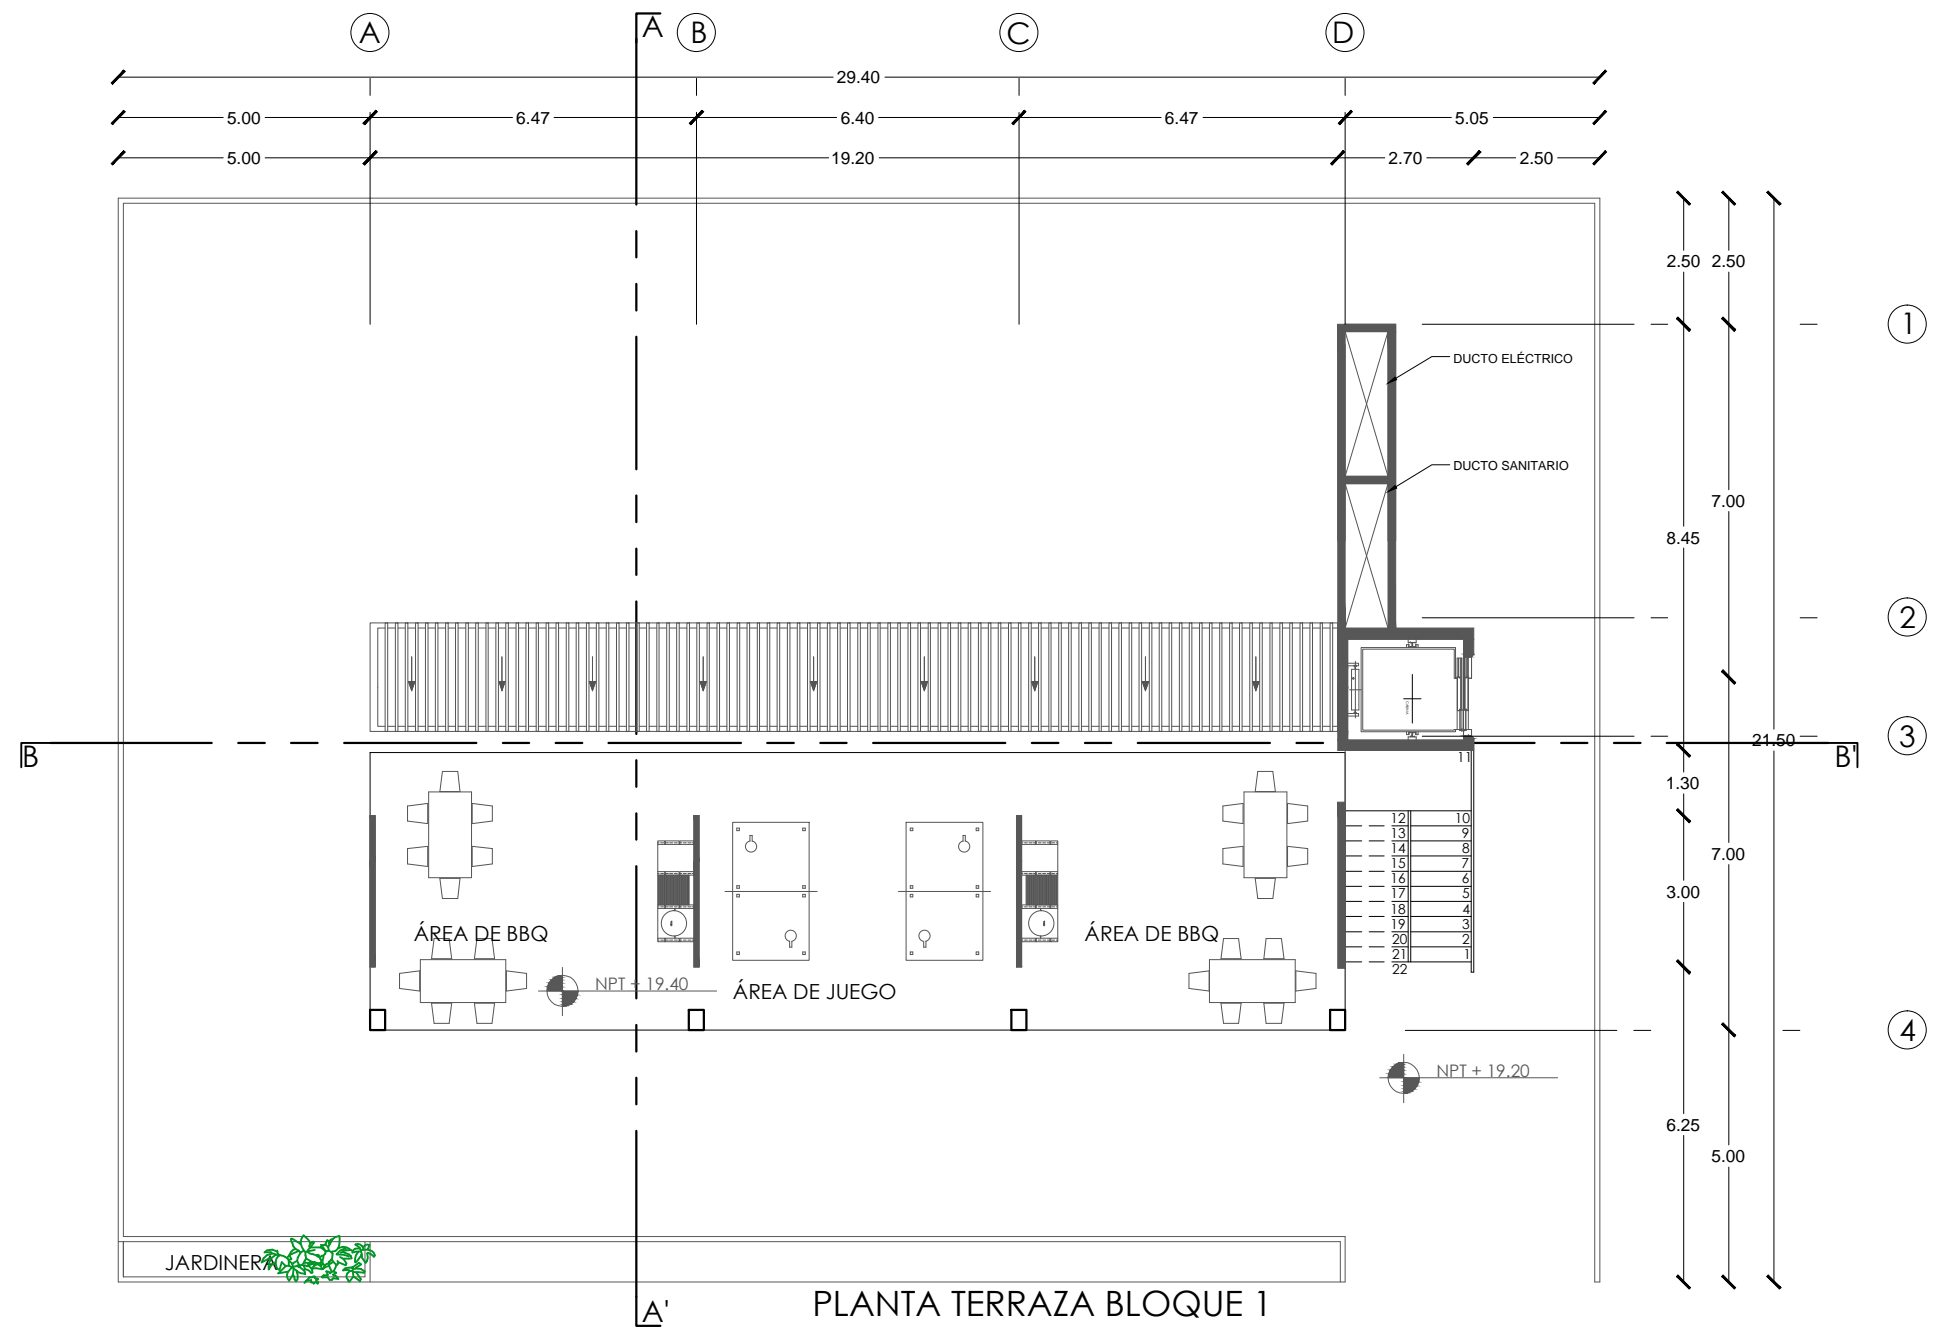 A
A
B
C
D
29.40
5.00
6.47
6.40
6.47
5.05
5.00
19.20
2.70
2.50
2.50
2.50
1
DUCTO ELÉCTRICO
DUCTO SANITARIO
7.00
8.45
2
3
21.50
B
B'
11
1.30
12 10
13 9
14 8
15 7
16 6
17 5
18 4
19 3
20 2
21 1
22
7.00
3.00
ÁREA DE BBQ
ÁREA DE BBQ
NPT + 19.40
ÁREA DE JUEGO
4
NPT + 19.20
6.25
5.00
JARDINERA
A'
PLANTA TERRAZA BLOQUE 1